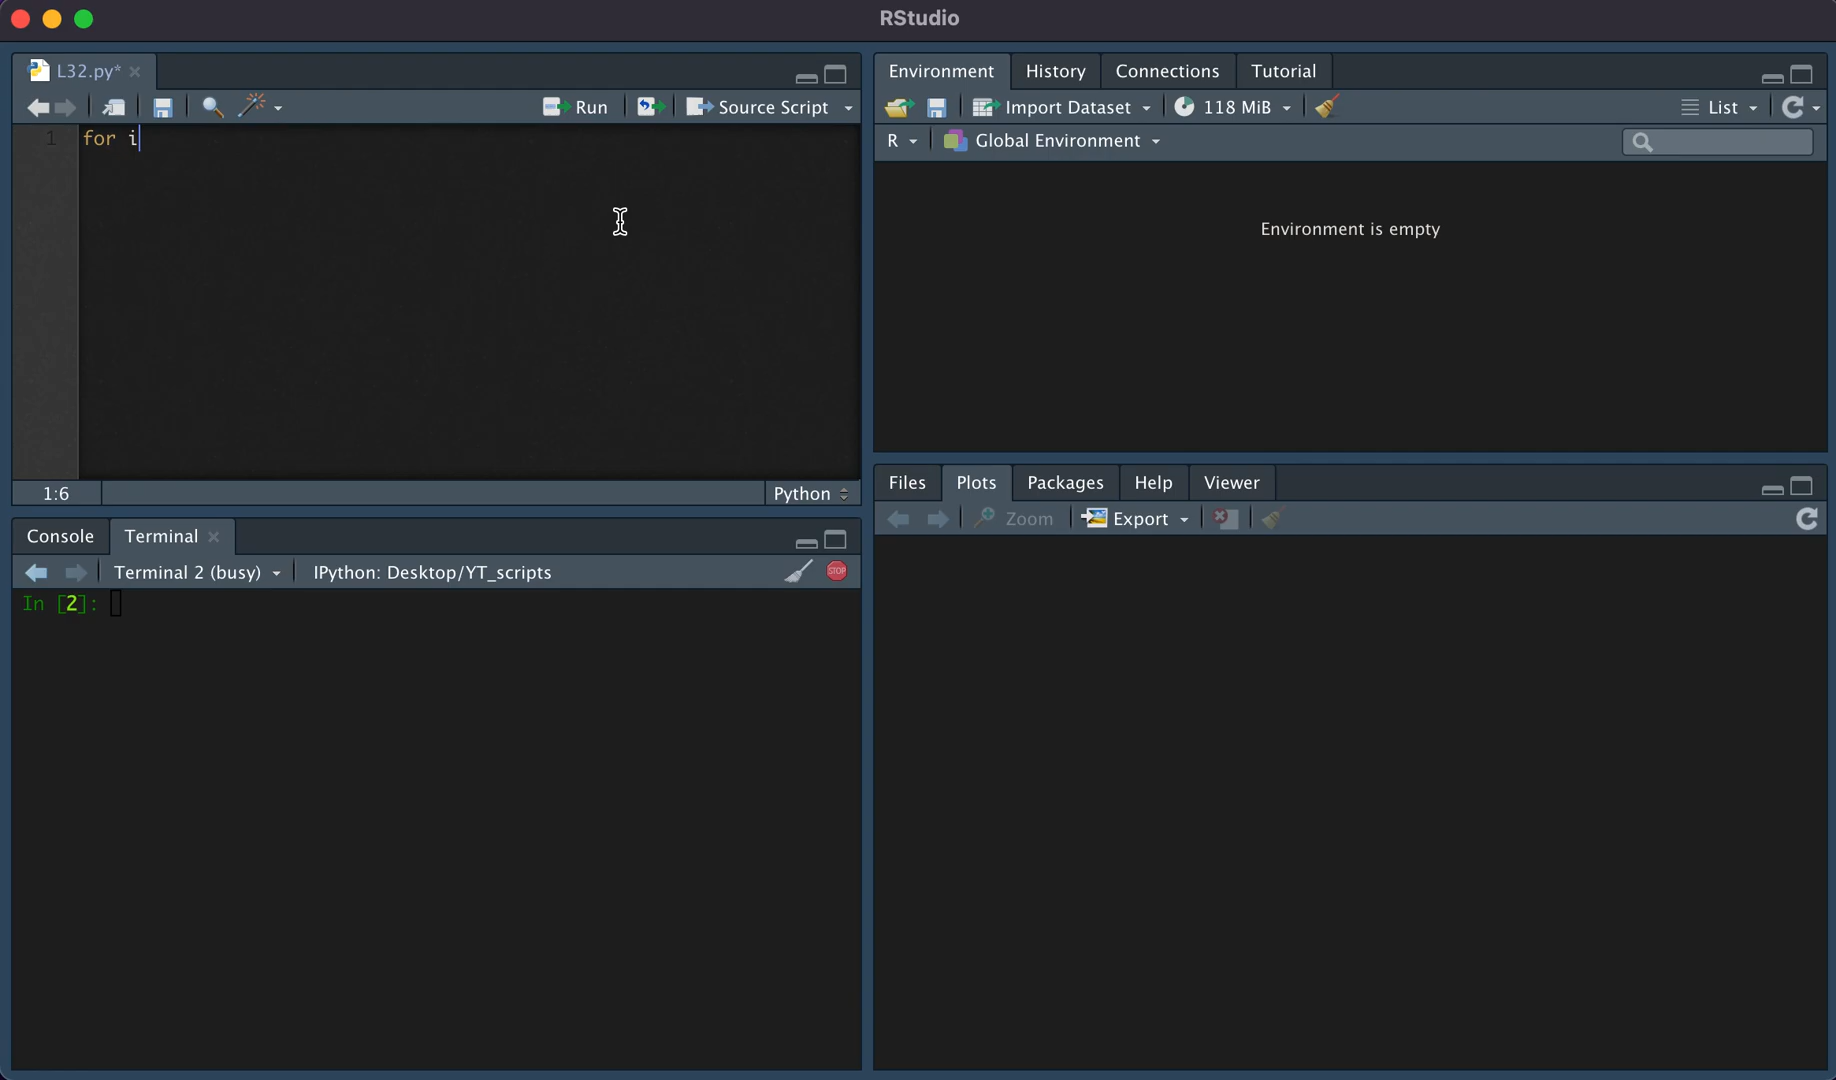 RStudio
L32.py*
Run
Source Script
1 for i
1:6
Python
Console
Terminal
Terminal 2 (busy)
IPython: Desktop/YT_scripts
STOP
In [2]:
Environment
History
Connections
Tutorial
Import Dataset
118 MiB
List
R
Global Environment
Environment is empty
Files
Plots
Packages
Help
Viewer
Zoom
Export